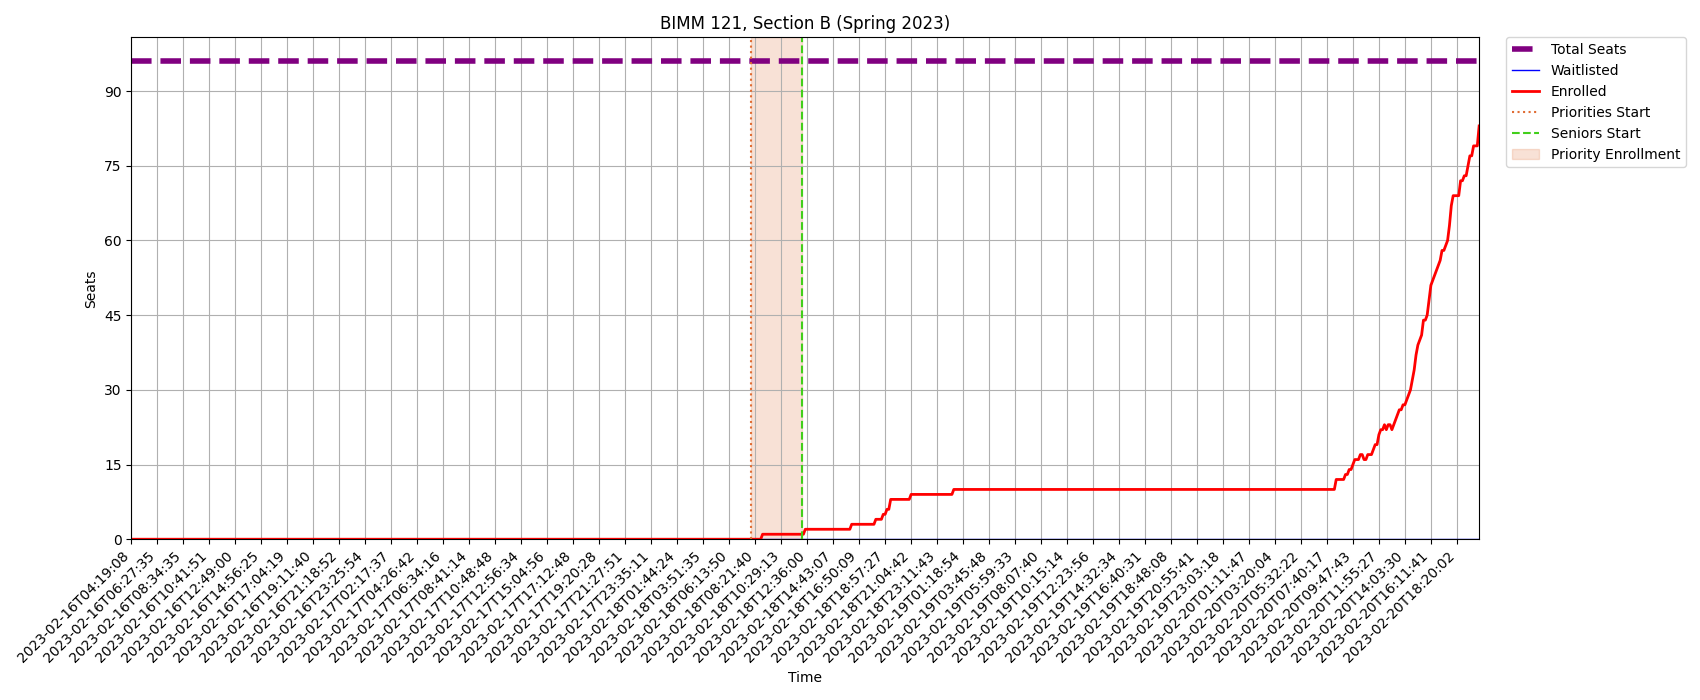 BIMM 121, Section B (Spring 2023)
Total Seats
Waitlisted
Enrolled
Priorities Start
Seniors Start
Priority Enrollment
Seats
90
75
60
45
30
15
0
2023-02-16T04:19:08
2023-02-16T06:27:35
2023-02-16T08:34:35
2023-02-16T10:41:51
2023-02-16T12:49:00
2023-02-16T14:56:25
2023-02-16T17:04:19
2023-02-16T19:11:40
2023-02-16T21:18:52
2023-02-16T23:25:54
2023-02-17T02:17:37
2023-02-17T04:26:42
2023-02-17T06:34:16
2023-02-17T08:41:14
2023-02-17T10:48:48
2023-02-17T12:56:34
2023-02-17T15:04:56
2023-02-17T17:12:48
2023-02-17T19:20:28
2023-02-17T21:27:51
2023-02-17T23:35:11
2023-02-18T01:44:24
2023-02-18T03:51:35
2023-02-18T06:13:50
2023-02-18T08:21:40
2023-02-18T10:29:13
2023-02-18T12:36:00
2023-02-18T14:43:07
2023-02-18T16:50:09
2023-02-18T18:57:27
2023-02-18T21:04:42
2023-02-18T23:11:43
2023-02-19T01:18:54
2023-02-19T03:45:48
2023-02-19T05:59:33
2023-02-19T08:07:40
2023-02-19T10:15:14
2023-02-19T12:23:56
2023-02-19T14:32:34
2023-02-19T16:40:31
2023-02-19T18:48:08
2023-02-19T20:55:41
2023-02-19T23:03:18
2023-02-20T01:11:47
2023-02-20T03:20:04
2023-02-20T05:32:22
2023-02-20T07:40:17
2023-02-20T09:47:43
2023-02-20T11:55:27
2023-02-20T14:03:30
2023-02-20T16:11:41
2023-02-20T18:20:02
Time